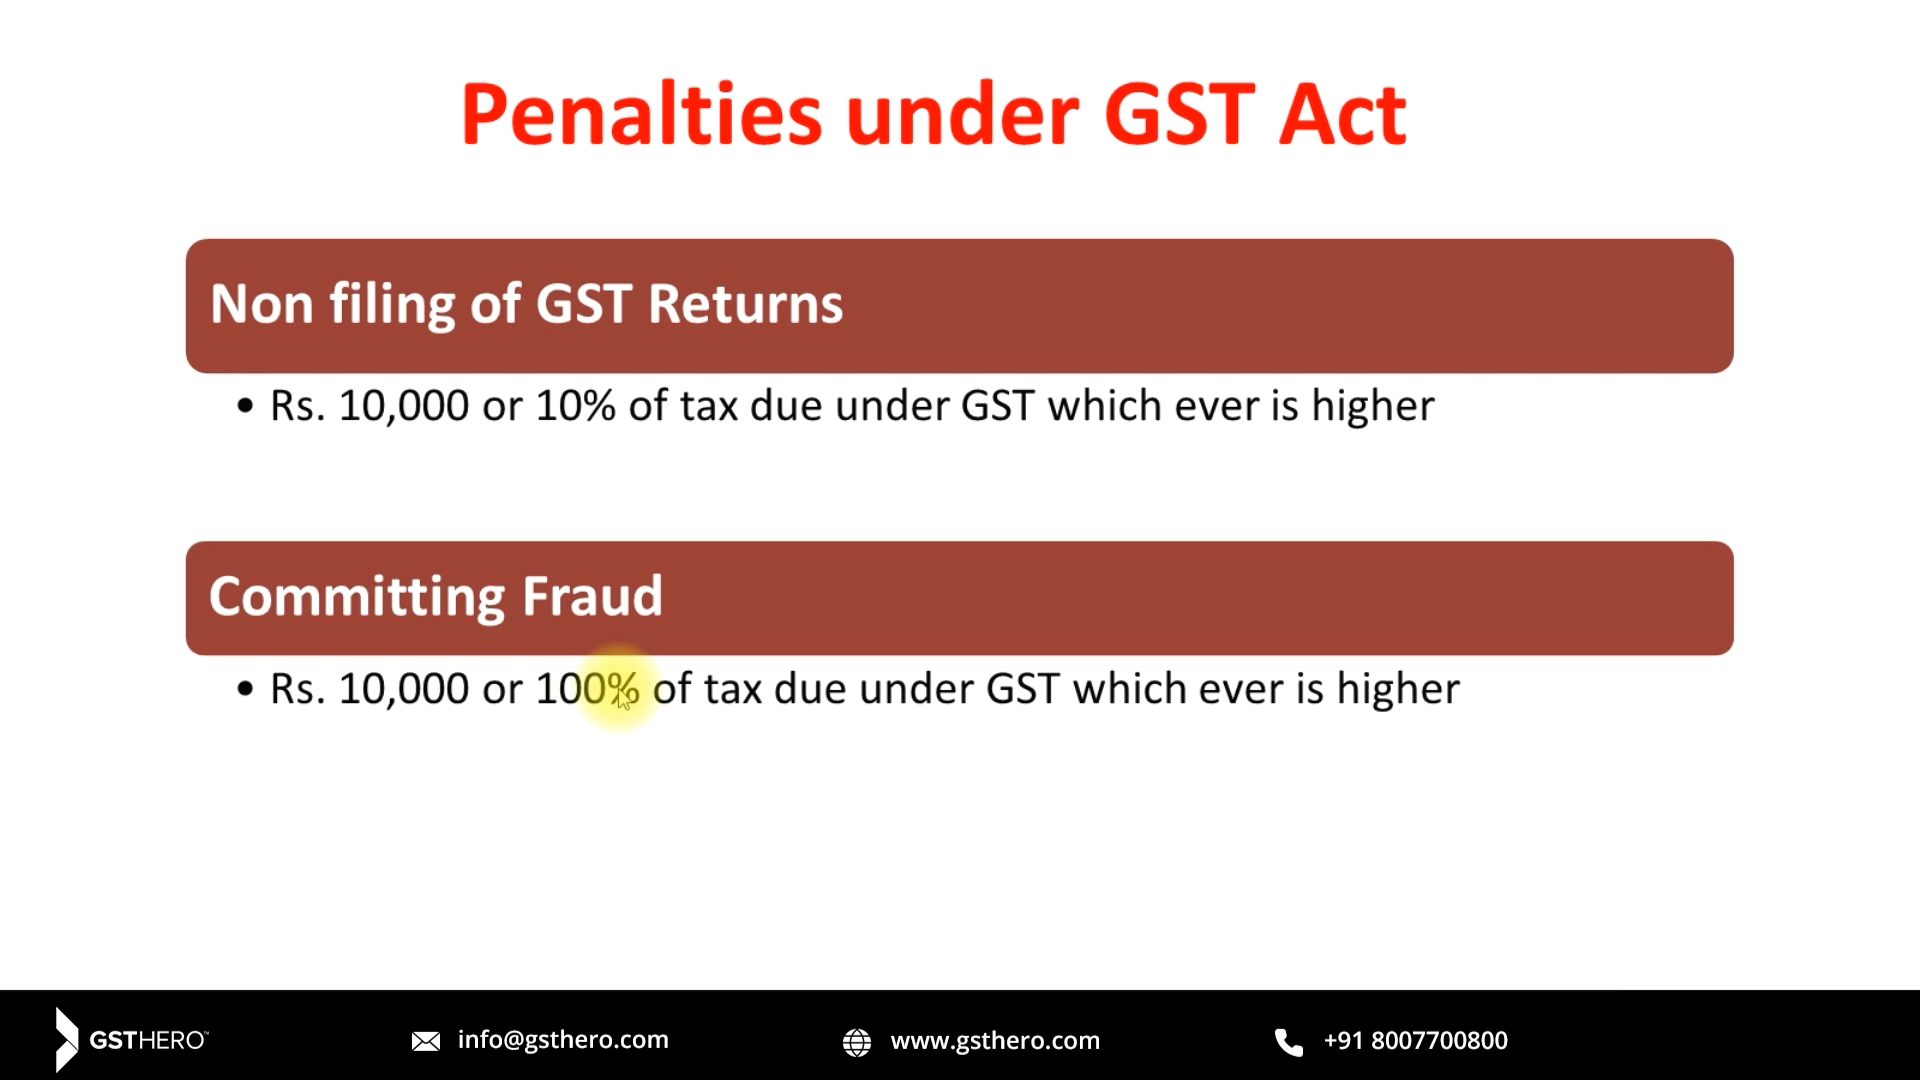 Penalties under GST Act
Non filing of GST Returns
• Rs. 10,000 or 10% of tax due under GST which ever is higher
Committing Fraud
• Rs. 10,000 or 100% of tax due under GST which ever is higher
GSTHERO™ info@gsthero.com www.gsthero.com +91 8007700800